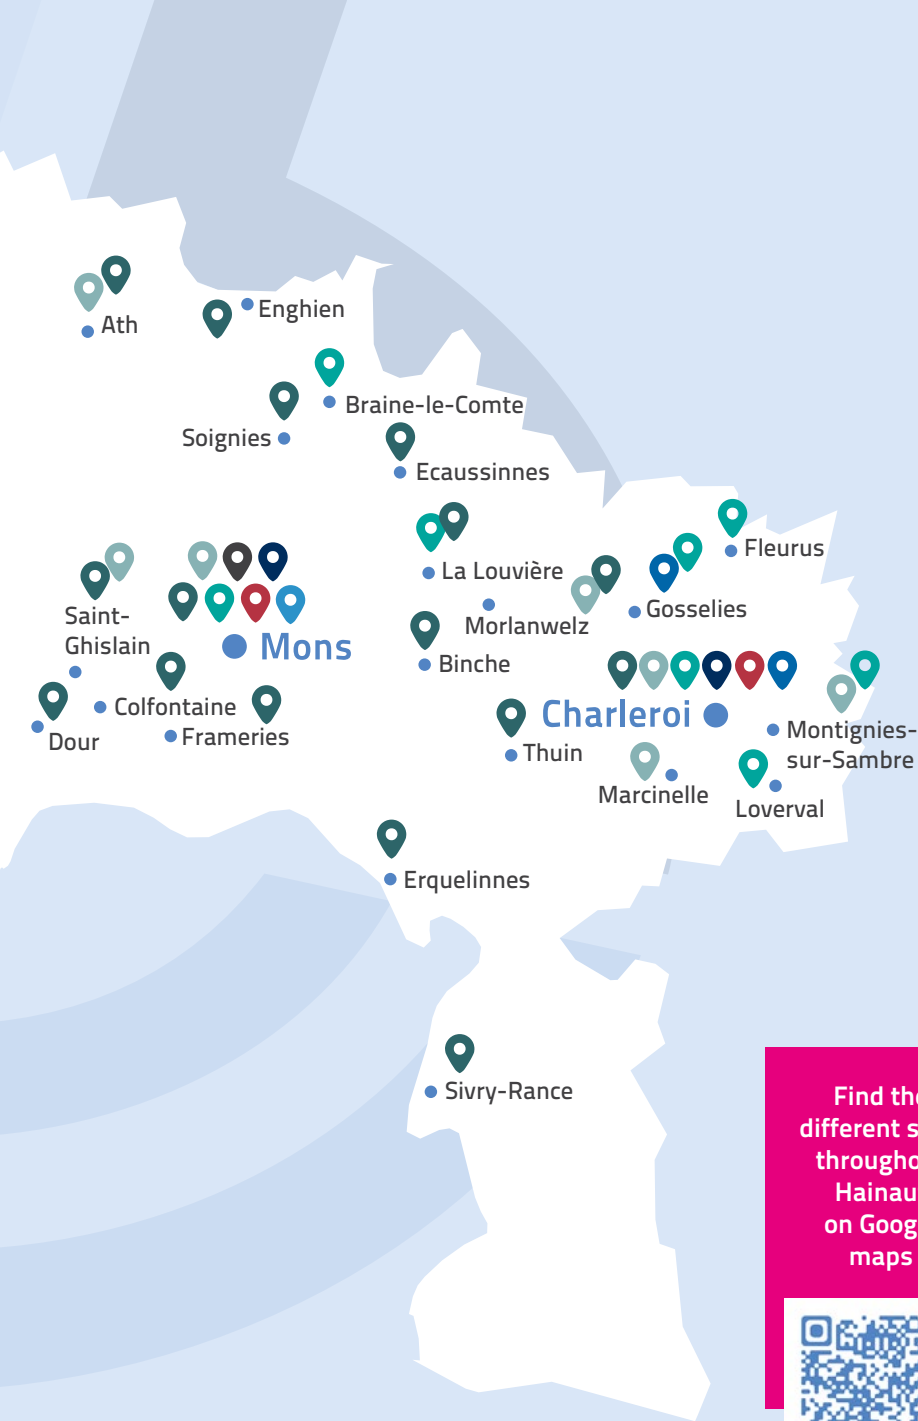 Ath
Enghien
Braine-le-Comte
Soignies
Ecaussinnes
Fleurus
La Louvière
Gosselies
Morlanwelz
Saint-
Ghislain
Mons
Binche
Colfontaine
Charleroi
Frameries
Dour
Thuin
Montignies-
sur-Sambre
Marcinelle
Loverval
Erquelinnes
Sivry-Rance
Find the
different s
througho
Hainau
on Goog
maps